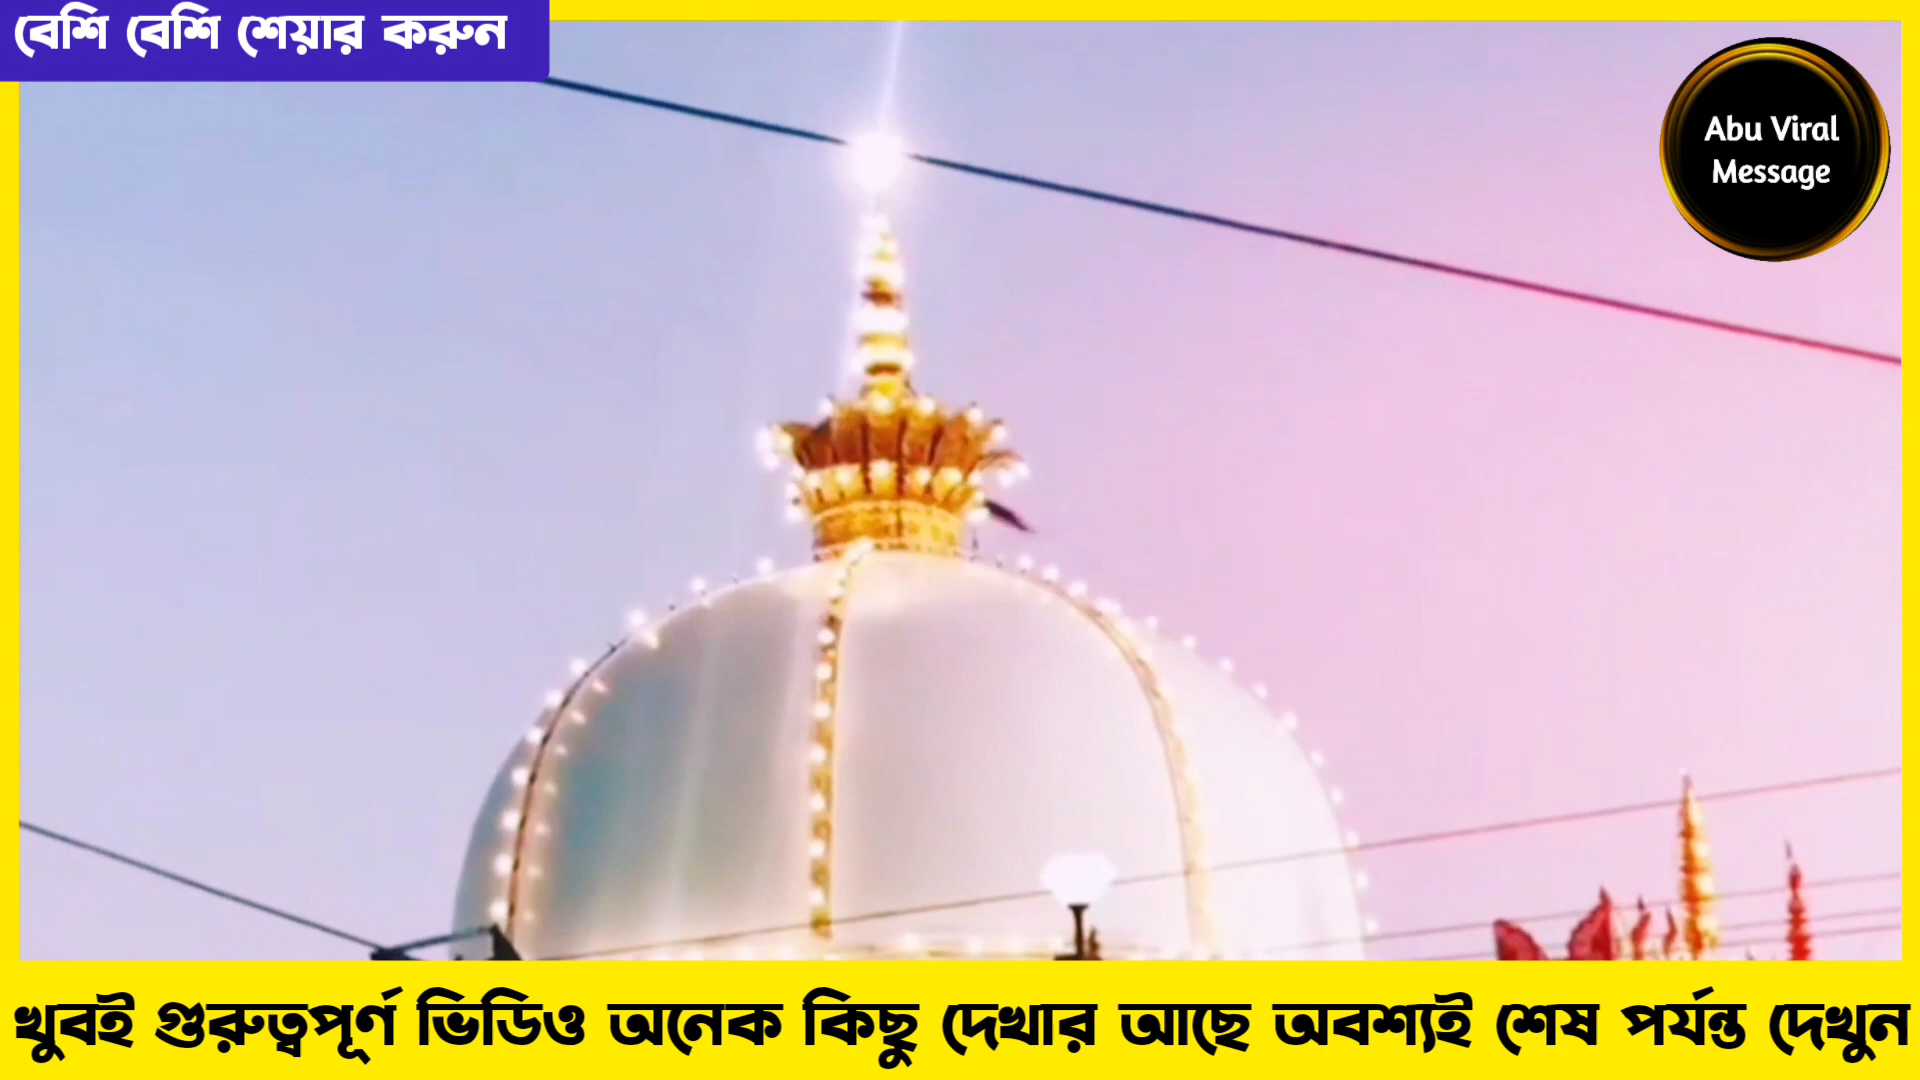 বেশি বেশি শেয়ার করুন
Abu Viral
Message
খুবই গুরুত্বপূর্ণ ভিডিও অনেক কিছু দেখার আছে অবশ্যই শেষ পর্যন্ত দেখুন